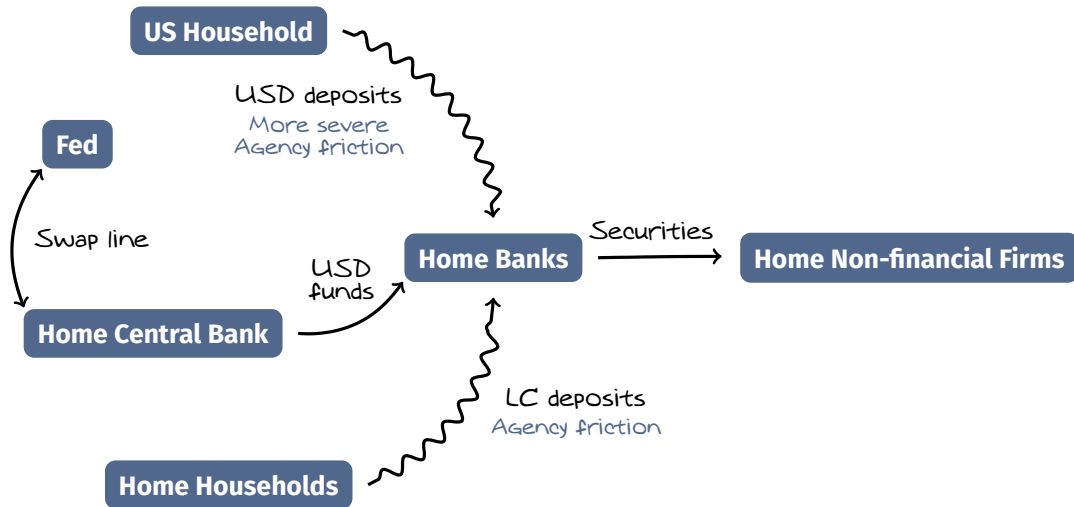 US Household
USD deposits
More severe
Agency friction
Fed
Swap line
Home Banks
Securities
Home Non-financial Firms
USD
funds
Home Central Bank
LC deposits
Agency friction
Home Households